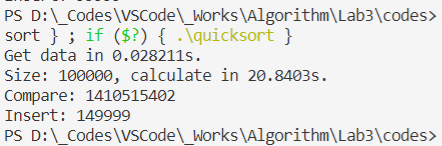 PS D:\_Codes\VSCode\_Works\Algorithm\Lab3\codes>
sort } ; if ($?) { .\quicksort }
Get data in 0.028211s.
Size: 100000, calculate in 20.8403s.
Compare: 1410515402
Insert: 149999
PS D:\_Codes\VSCode\_Works\Algorithm\Lab3\codes>